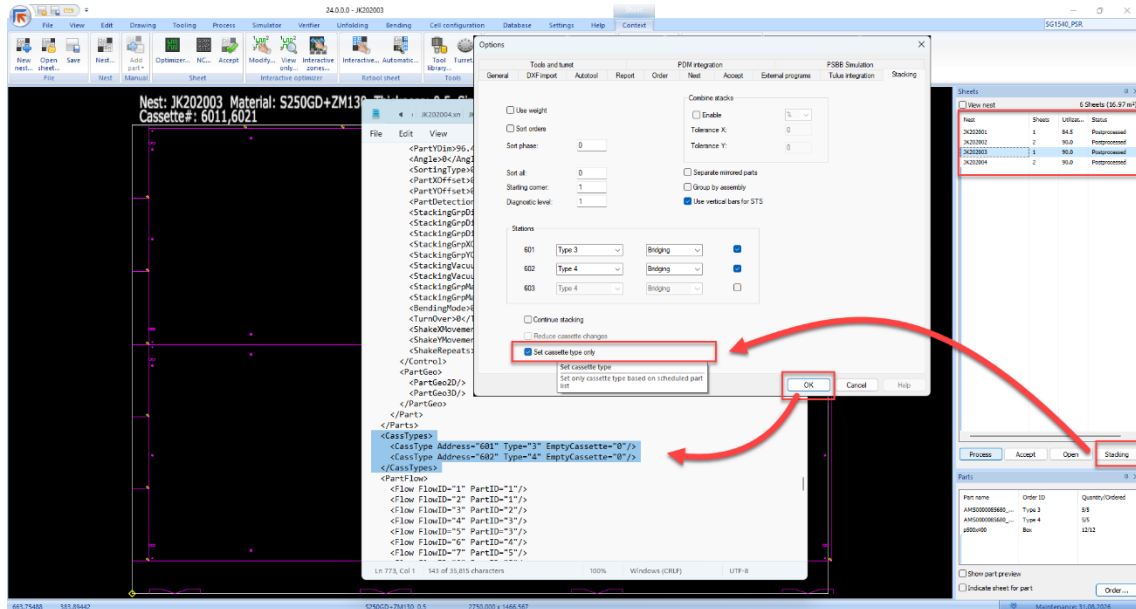 24.0.0.0 - JK202003
File View Edit Drawing Tooling Process Simulator Verifier Unfolding Bending Cell configuration Database Settings Help Context
SG1540_PSR
New nest... Open sheet... Save Nest... Add part Optimizer... NC... Accept Modify... View only... Interactive zones... Interactive... Automatic... Tool library... Turret
File Nest Manual Sheet Interactive optimizer Retool sheet Tools
Nest: JK202003 Material: S250GD+ZM130
Cassette#: 6011,6021
JK202004.xn
File Edit View
<PartYDim>96.4
<Angle>0</Angl
<SortingType>0
<PartXOffset>0
<PartYOffset>0
<PartDetection
<StackingGrpDi
<StackingGrpDi
<StackingGrpDi
<StackingGrpXO
<StackingGrpYO
<StackingVacuu
<StackingVacuu
<StackingGrpMa
<StackingGrpMa
<BendingMode>0
<TurnOver>0</T
<ShakeXMovemen
<ShakeYMovemen
<ShakeRepeats>
</Control>
<PartGeo>
<PartGeo2D/>
<PartGeo3D/>
</PartGeo>
</Part>
</Parts>
<CassTypes>
<CassType Address="601" Type="3" EmptyCassette="0"/>
<CassType Address="602" Type="4" EmptyCassette="0"/>
</CassTypes>
<PartFlow>
<Flow FlowID="1" PartID="1"/>
<Flow FlowID="2" PartID="1"/>
<Flow FlowID="3" PartID="2"/>
<Flow FlowID="4" PartID="3"/>
<Flow FlowID="5" PartID="3"/>
<Flow FlowID="6" PartID="4"/>
<Flow FlowID="7" PartID="5"/>
Ln 773, Col 1 143 of 35,815 characters 100% Windows (CRLF) UTF-8
Options
Tools and turret PDM integration PSBB Simulation
General DXF import Autotool Report Order Nest Accept External programs Tulus integration Stacking
Use weight
Sort orders
Sort phase: 0
Sort all: 0
Starting corner: 1
Diagnostic level: 1
Combine stacks
Enable %
Tolerance X: 0
Tolerance Y: 0
Separate mirrored parts
Group by assembly
Use vertical bars for STS
Stations
601 Type 3 Bridging
602 Type 4 Bridging
603 Type 4 Bridging
Continue stacking
Reduce cassette changes
Set cassette type only
Set cassette type
Set only cassette type based on scheduled part list
OK Cancel Help
Sheets
View nest 6 Sheets (16.97 m²)
Nest Sheets Utilizat... Status
JK202001 1 84.5 Postprocessed
JK202002 2 90.0 Postprocessed
JK202003 1 90.0 Postprocessed
JK202004 2 90.0 Postprocessed
Process Accept Open Stacking
Parts
Part name Order ID Quantity/Ordered
AMS0000085680_... Type 3 5/5
AMS0000085680_... Type 4 5/5
p500x400 Box 12/12
Show part preview
Indicate sheet for part
Order...
663.75488 383.89442 S250GD+ZM130 0.5 2750.000 x 1466.567 Maintenance: 31.08.2026